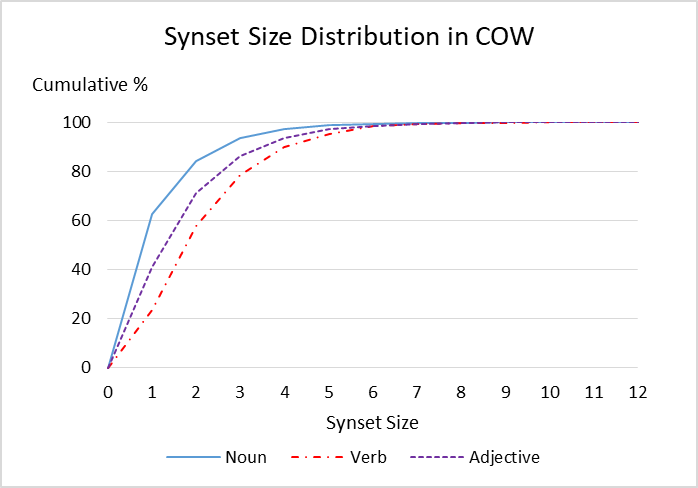 Synset Size Distribution in COW
Cumulative %
100
80
60
40
20
0
0 1 2 3 4 5 6 7 8 9 10 11 12
Synset Size
Noun Verb Adjective